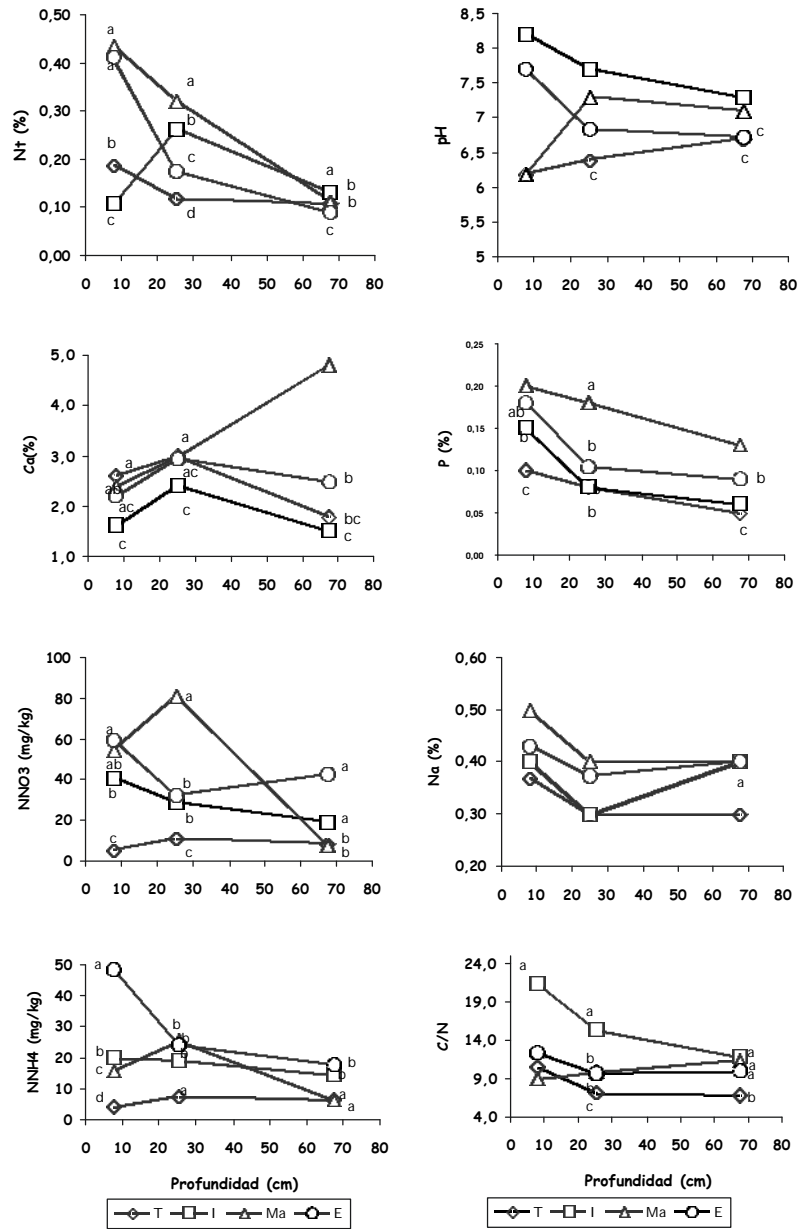 Nt (%)
0,50
0,40
0,30
0,20
0,10
0,00
a
a
b
c
a
b
c
d
a
b
b
c
0 10 20 30 40 50 60 70 80
pH
8,5
8
7,5
7
6,5
6
5,5
5
c
c
c
0 10 20 30 40 50 60 70 80
Ca(%)
5,0
4,0
3,0
2,0
1,0
a
ab
ac
c
a
ac
c
b
bc
c
0 10 20 30 40 50 60 70 80
P (%)
0,25
0,20
0,15
0,10
0,05
0,00
ab
b
c
a
b
b
b
c
0 10 20 30 40 50 60 70 80
NNO3 (mg/kg)
100
80
60
40
20
0
a
ab
b
c
a
b
b
c
a
a
b
b
0 10 20 30 40 50 60 70 80
Na (%)
0,60
0,50
0,40
0,30
0,20
a
0 10 20 30 40 50 60 70 80
NNH4 (mg/kg)
50
40
30
20
10
0
a
b
c
d
b
b
b
a
b
b
a
a
0 10 20 30 40 50 60 70 80
Profundidad (cm)
T I Ma E
C/N
24,0
19,0
14,0
9,0
4,0
a
a
b
b
c
a
a
a
b
0 10 20 30 40 50 60 70 80
Profundidad (cm)
T I Ma E